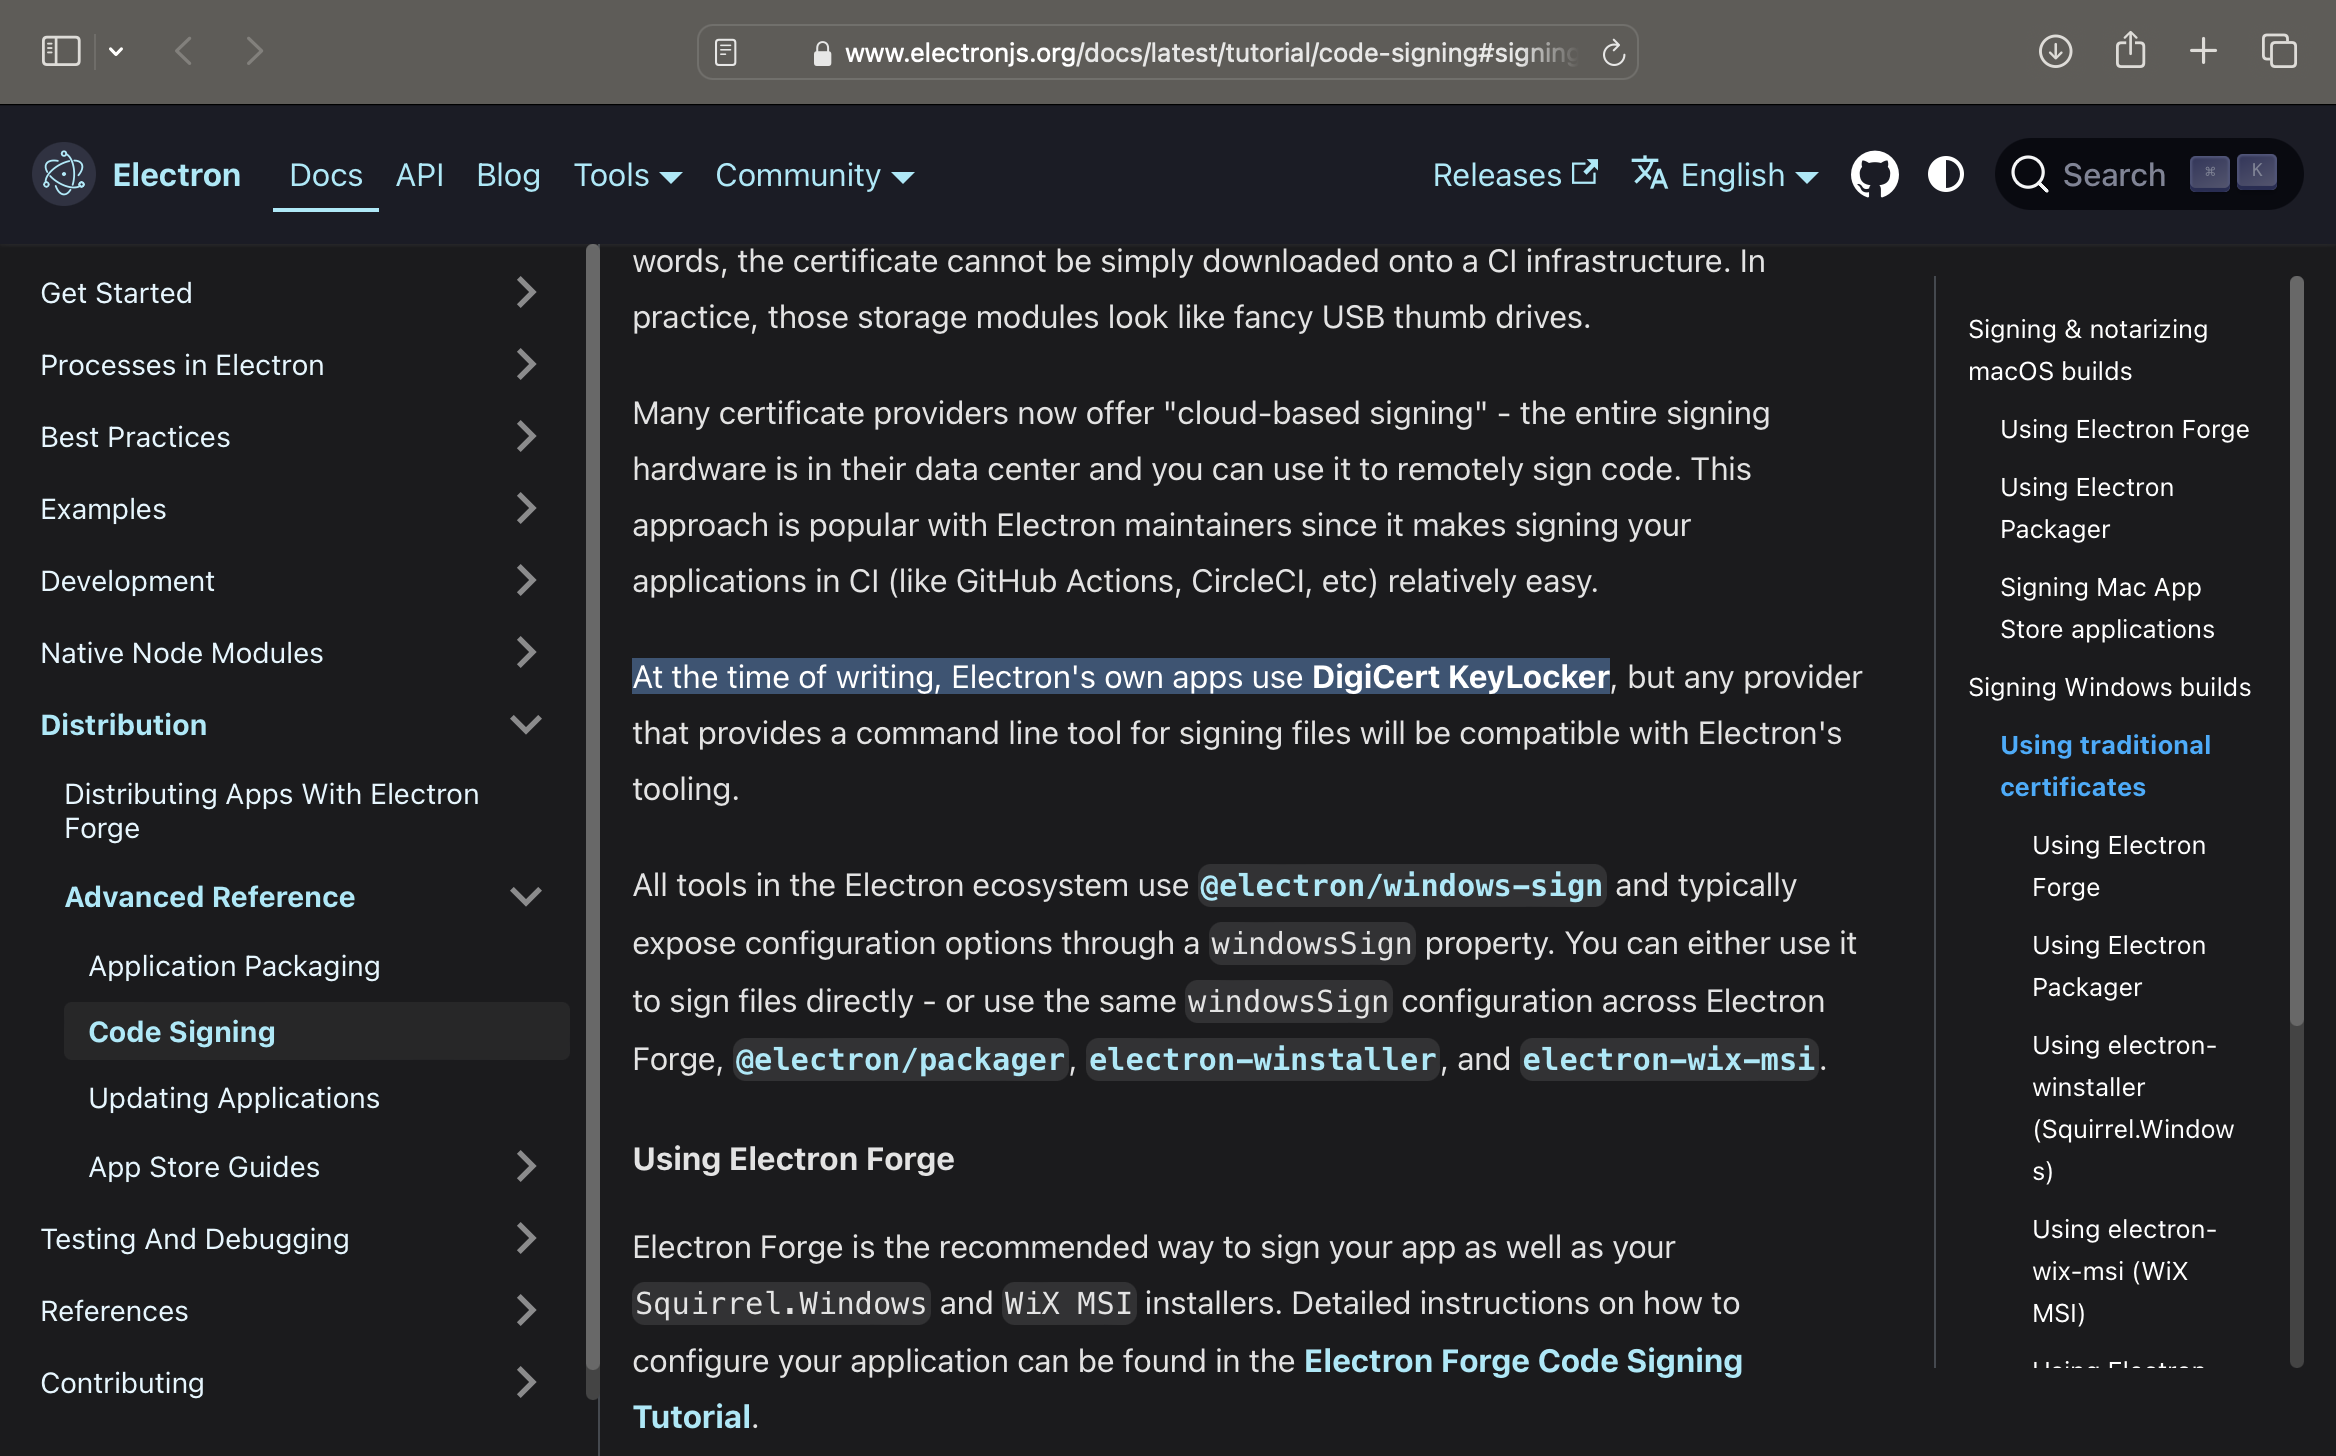 www.electronjs.org/docs/latest/tutorial/code-signing#signing
Electron
Docs
API
Blog
Tools
Community
Releases
English
Search
⌘
K
Get Started
Processes in Electron
Best Practices
Examples
Development
Native Node Modules
Distribution
Distributing Apps With Electron
Forge
Advanced Reference
Application Packaging
Code Signing
Updating Applications
App Store Guides
Testing And Debugging
References
Contributing
words, the certificate cannot be simply downloaded onto a CI infrastructure. In
practice, those storage modules look like fancy USB thumb drives.
Many certificate providers now offer "cloud-based signing" - the entire signing
hardware is in their data center and you can use it to remotely sign code. This
approach is popular with Electron maintainers since it makes signing your
applications in CI (like GitHub Actions, CircleCI, etc) relatively easy.
At the time of writing, Electron's own apps use DigiCert KeyLocker, but any provider
that provides a command line tool for signing files will be compatible with Electron's
tooling.
All tools in the Electron ecosystem use @electron/windows-sign and typically
expose configuration options through a windowsSign property. You can either use it
to sign files directly - or use the same windowsSign configuration across Electron
Forge, @electron/packager, electron-winstaller, and electron-wix-msi.
Using Electron Forge
Electron Forge is the recommended way to sign your app as well as your
Squirrel.Windows and WiX MSI installers. Detailed instructions on how to
configure your application can be found in the Electron Forge Code Signing
Tutorial.
Signing & notarizing
macOS builds
Using Electron Forge
Using Electron
Packager
Signing Mac App
Store applications
Signing Windows builds
Using traditional
certificates
Using Electron
Forge
Using Electron
Packager
Using electron-
winstaller
(Squirrel.Window
s)
Using electron-
wix-msi (WiX
MSI)
Using Electron